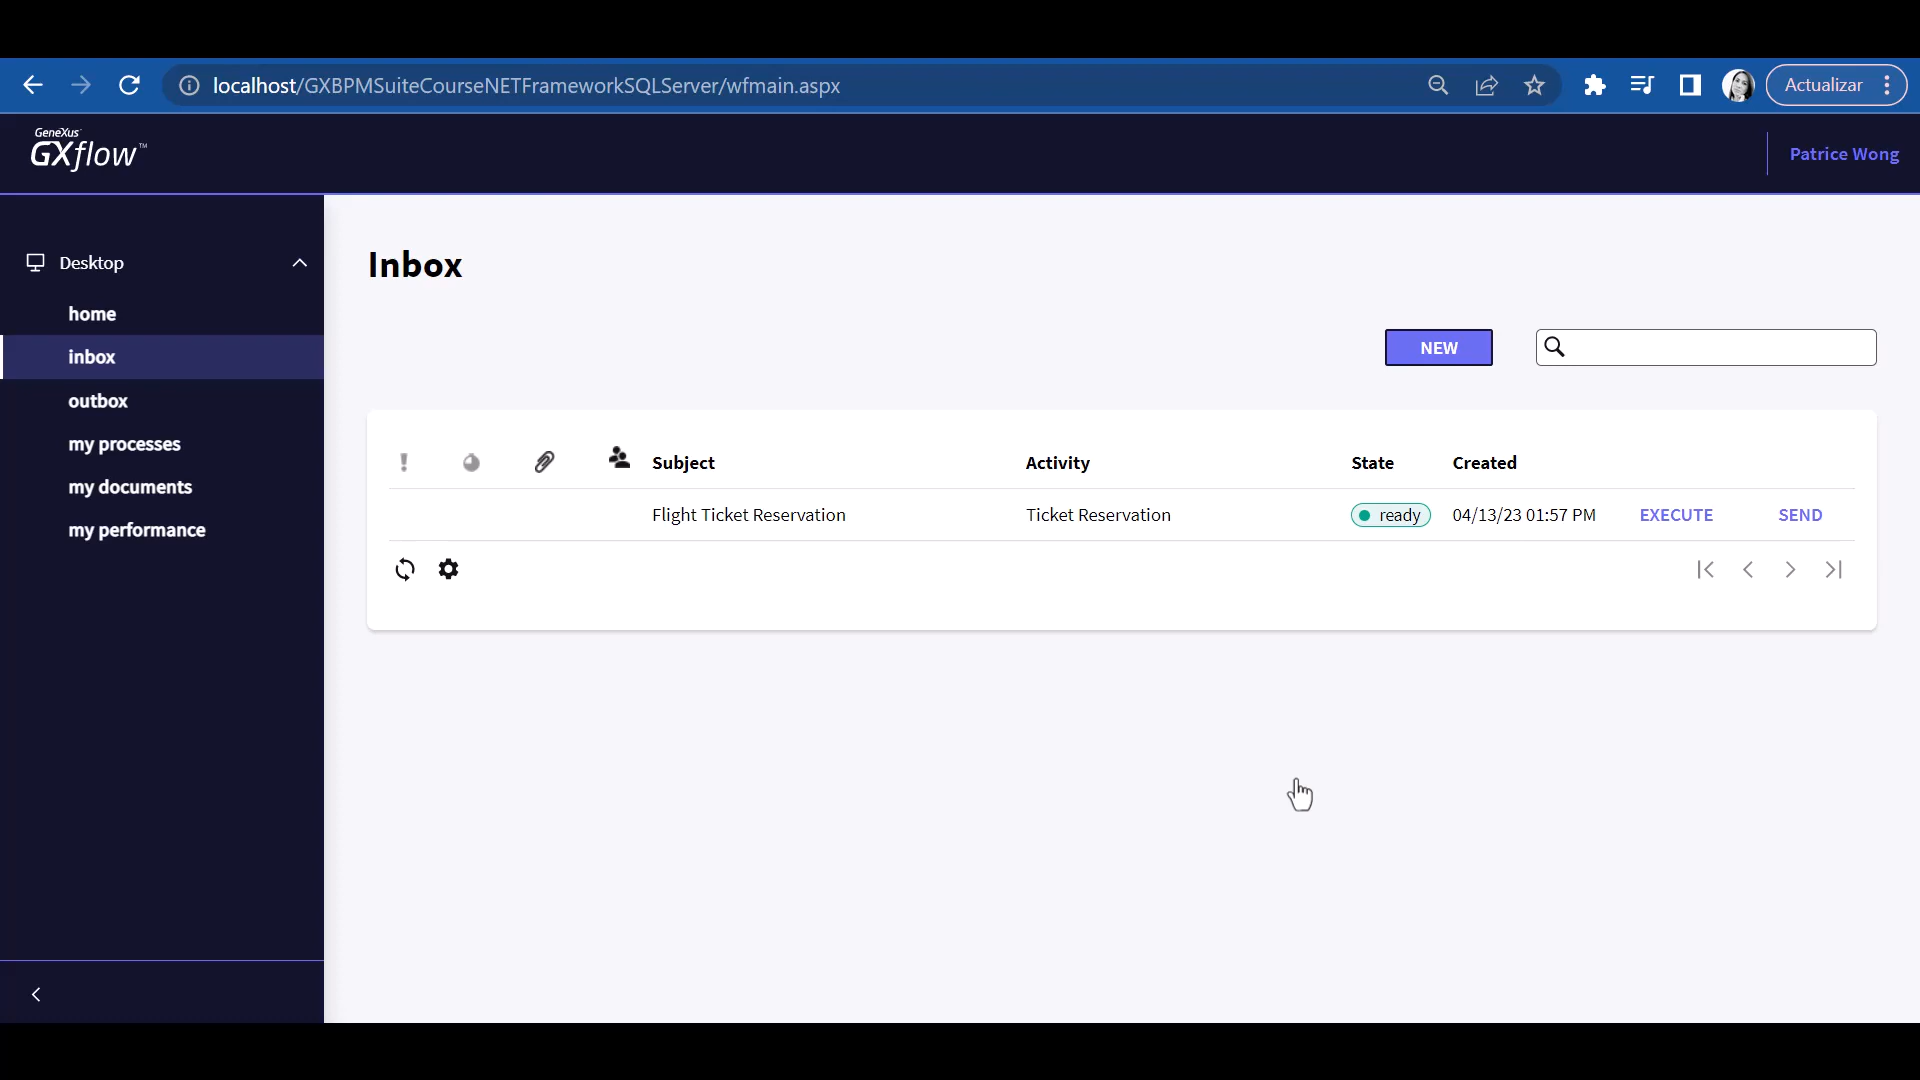 localhost/GXBPMSuiteCourseNETFrameworkSQLServer/wfmain.aspx
Actualizar
GeneXus™
GXflow™
Patrice Wong
Desktop
home
inbox
outbox
my processes
my documents
my performance
Inbox
NEW
Subject Activity State Created
Flight Ticket Reservation Ticket Reservation ready 04/13/23 01:57 PM EXECUTE SEND